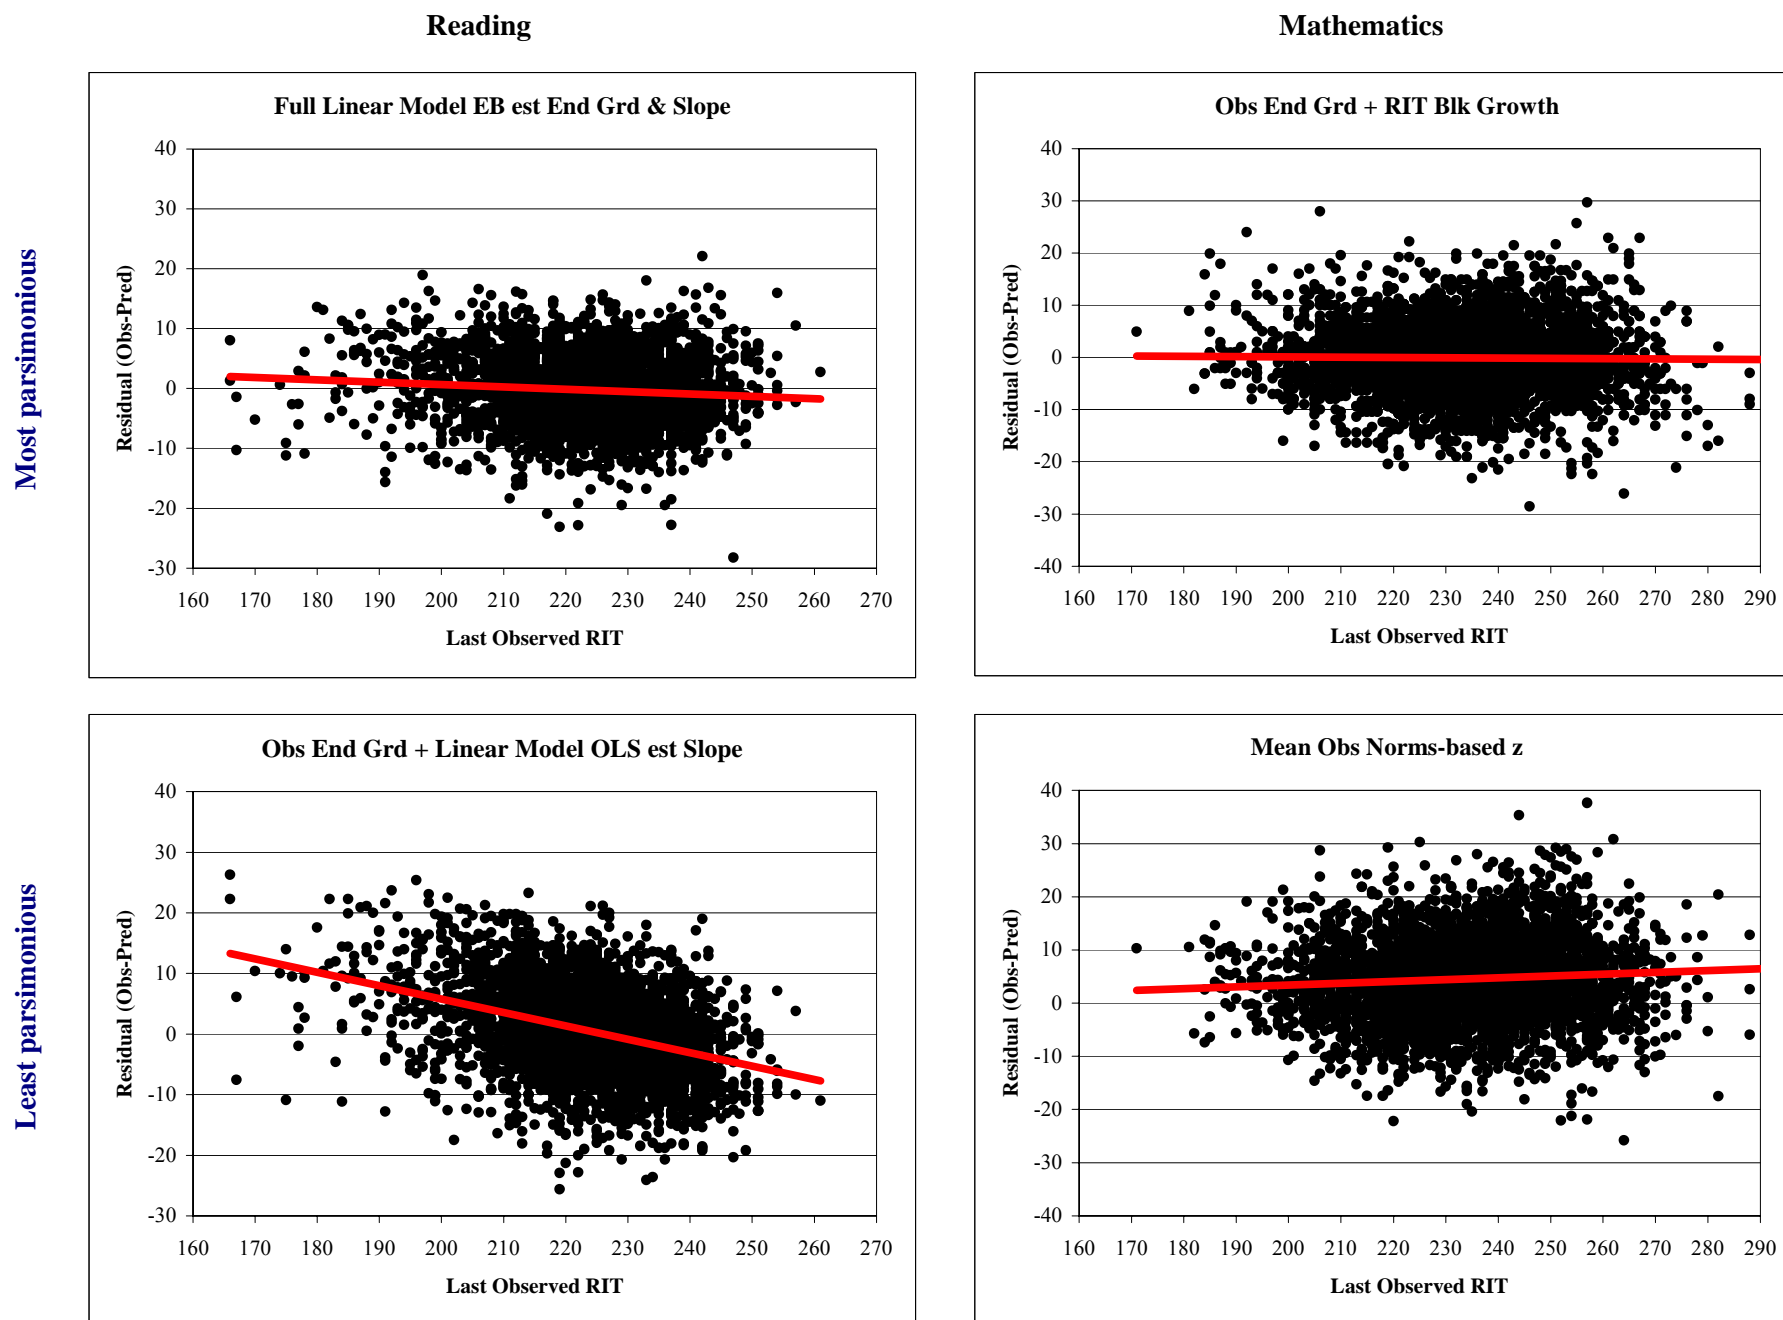 Reading
Mathematics
Most parsimonious
Full Linear Model EB est End Grd & Slope
Residual (Obs-Pred)
40
30
20
10
0
-10
-20
-30
160 170 180 190 200 210 220 230 240 250 260 270
Last Observed RIT
Obs End Grd + RIT Blk Growth
Residual (Obs-Pred)
40
30
20
10
0
-10
-20
-30
-40
160 170 180 190 200 210 220 230 240 250 260 270 280 290
Last Observed RIT
Least parsimonious
Obs End Grd + Linear Model OLS est Slope
Residual (Obs-Pred)
40
30
20
10
0
-10
-20
-30
160 170 180 190 200 210 220 230 240 250 260 270
Last Observed RIT
Mean Obs Norms-based z
Residual (Obs-Pred)
40
30
20
10
0
-10
-20
-30
-40
160 170 180 190 200 210 220 230 240 250 260 270 280 290
Last Observed RIT